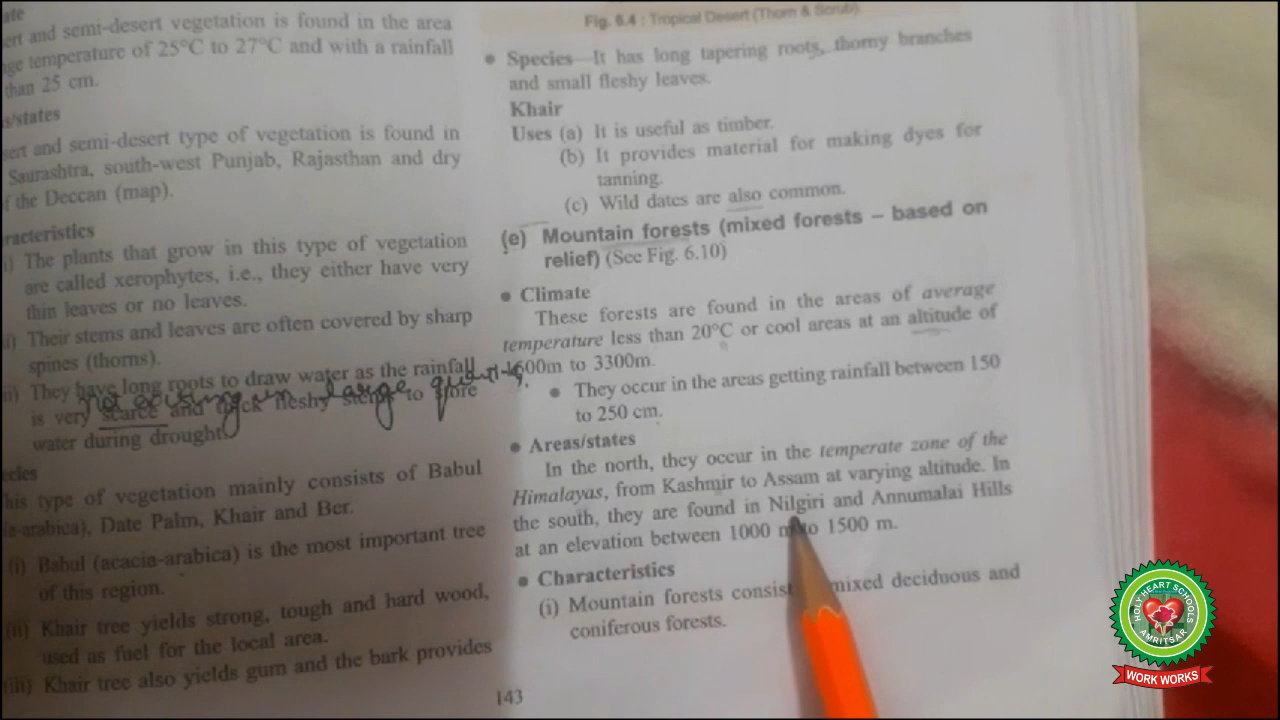 ate
ert and semi-desert vegetation is found in the area
ge temperature of 25°C to 27°C and with a rainfall
than 25 cm.
s/states
sert and semi-desert type of vegetation is found in
Saurashtra, south-west Punjab, Rajasthan and dry
f the Deccan (map).
racteristics
i) The plants that grow in this type of vegetation
are called xerophytes, i.e., they either have very
thin leaves or no leaves.
ii) Their stems and leaves are often covered by sharp
spines (thorns).
They have long roots to draw water as the rainfall
not existing in large quantity.
is very scarce and thick fleshy stems to store
water during drought.
ecies
his type of vegetation mainly consists of Babul
ia-arabica), Date Palm, Khair and Ber.
(i) Babul (acacia-arabica) is the most important tree
of this region.
(ii) Khair tree yields strong, tough and hard wood,
used as fuel for the local area.
(iii) Khair tree also yields gum and the bark provides
Fig. 6.4 : Tropical Desert (Thorn & Scrub)
• Species—It has long tapering roots, thorny branches
and small fleshy leaves.
Khair
Uses (a) It is useful as timber.
(b) It provides material for making dyes for
tanning.
(c) Wild dates are also common.
(e) Mountain forests (mixed forests – based on
relief) (See Fig. 6.10)
• Climate
These forests are found in the areas of average
temperature less than 20°C or cool areas at an altitude of
1500m to 3300m.
• They occur in the areas getting rainfall between 150
to 250 cm.
• Areas/states
In the north, they occur in the temperate zone of the
Himalayas, from Kashmir to Assam at varying altitude. In
the south, they are found in Nilgiri and Annumalai Hills
at an elevation between 1000 m to 1500 m.
• Characteristics
(i) Mountain forests consist mixed deciduous and
coniferous forests.
143
HOLY HEART SCHOOLS
AMRITSAR
WORK WORKS